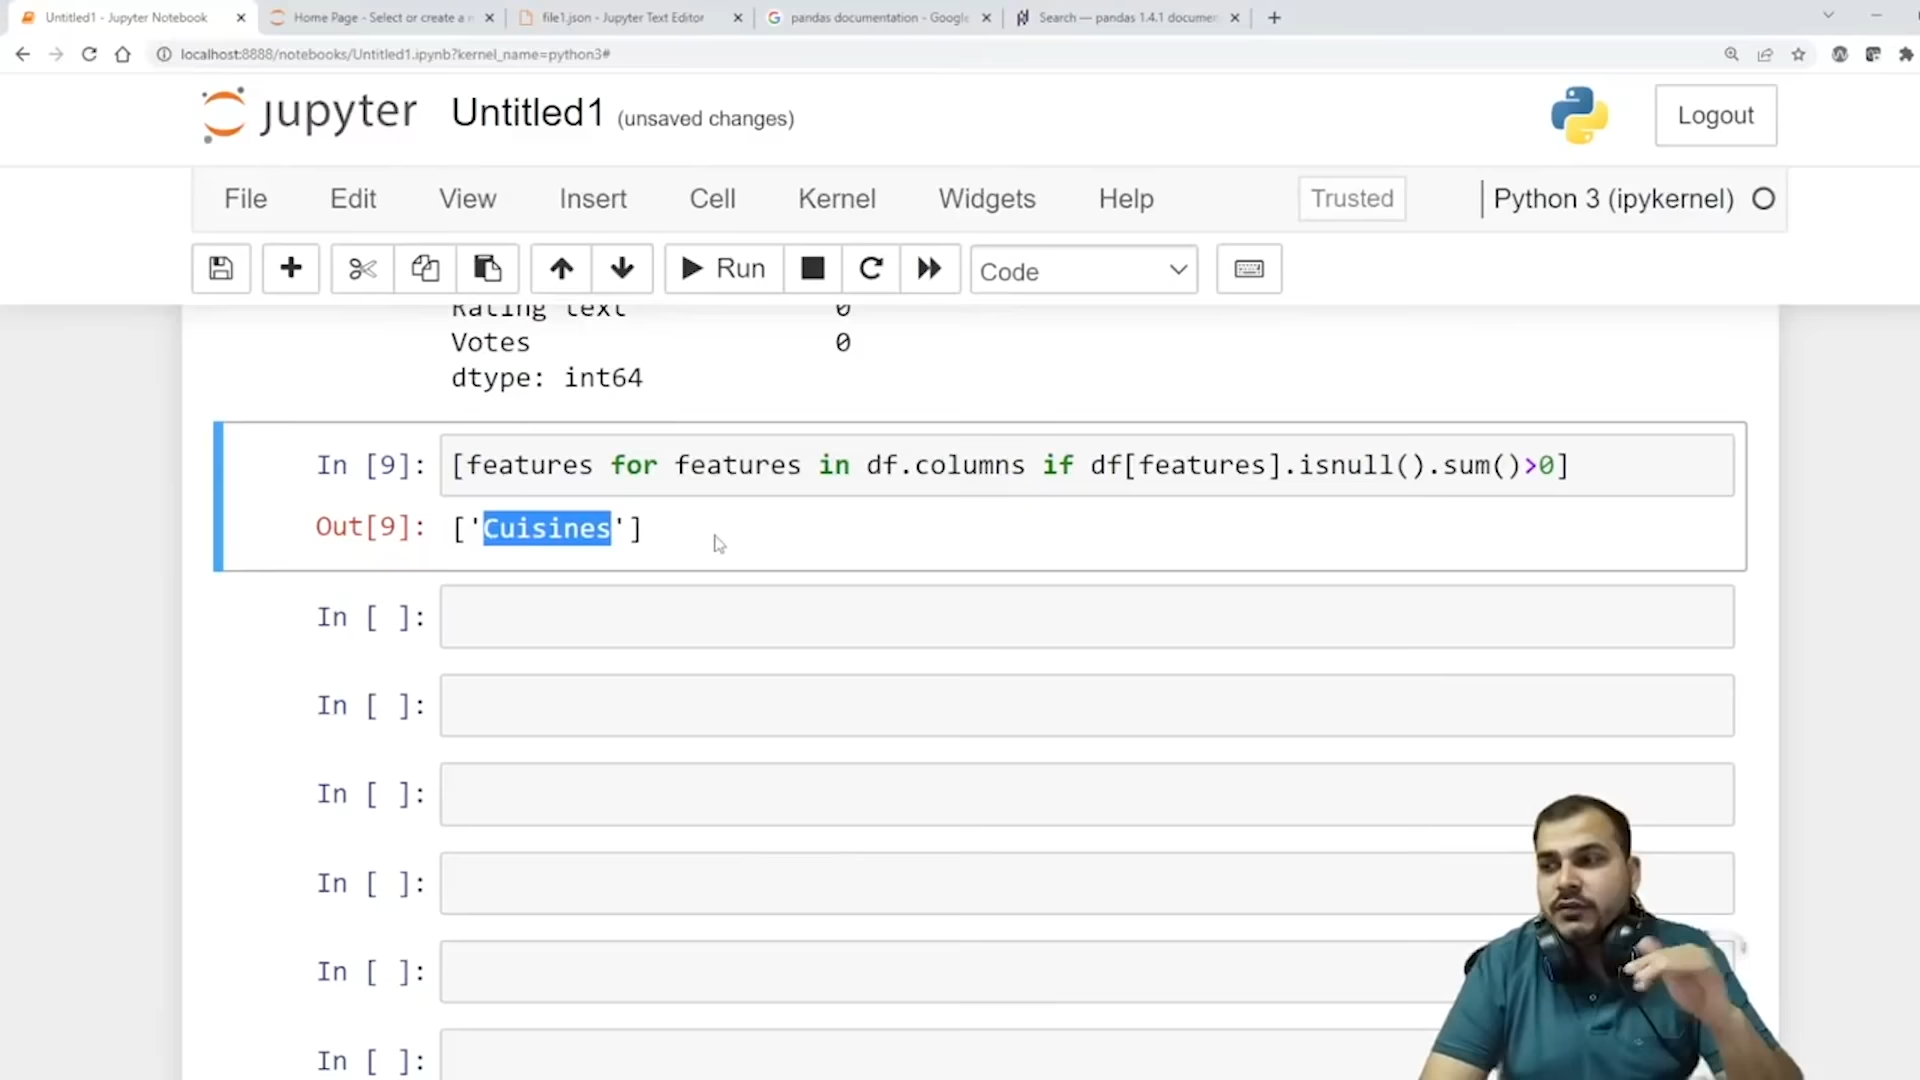 Untitled1 - Jupyter Notebook
Home Page - Select or create a n
file1.json - Jupyter Text Editor
pandas documentation - Google
Search — pandas 1.4.1 documen
localhost:8888/notebooks/Untitled1.ipynb?kernel_name=python3#
jupyter Untitled1 (unsaved changes)
Logout
File Edit View Insert Cell Kernel Widgets Help
Trusted
Python 3 (ipykernel)
Run
Code
Rating text 0
Votes 0
dtype: int64
In [9]: [features for features in df.columns if df[features].isnull().sum()>0]
Out[9]: ['Cuisines']
In [ ]:
In [ ]:
In [ ]:
In [ ]:
In [ ]:
In [ ]: